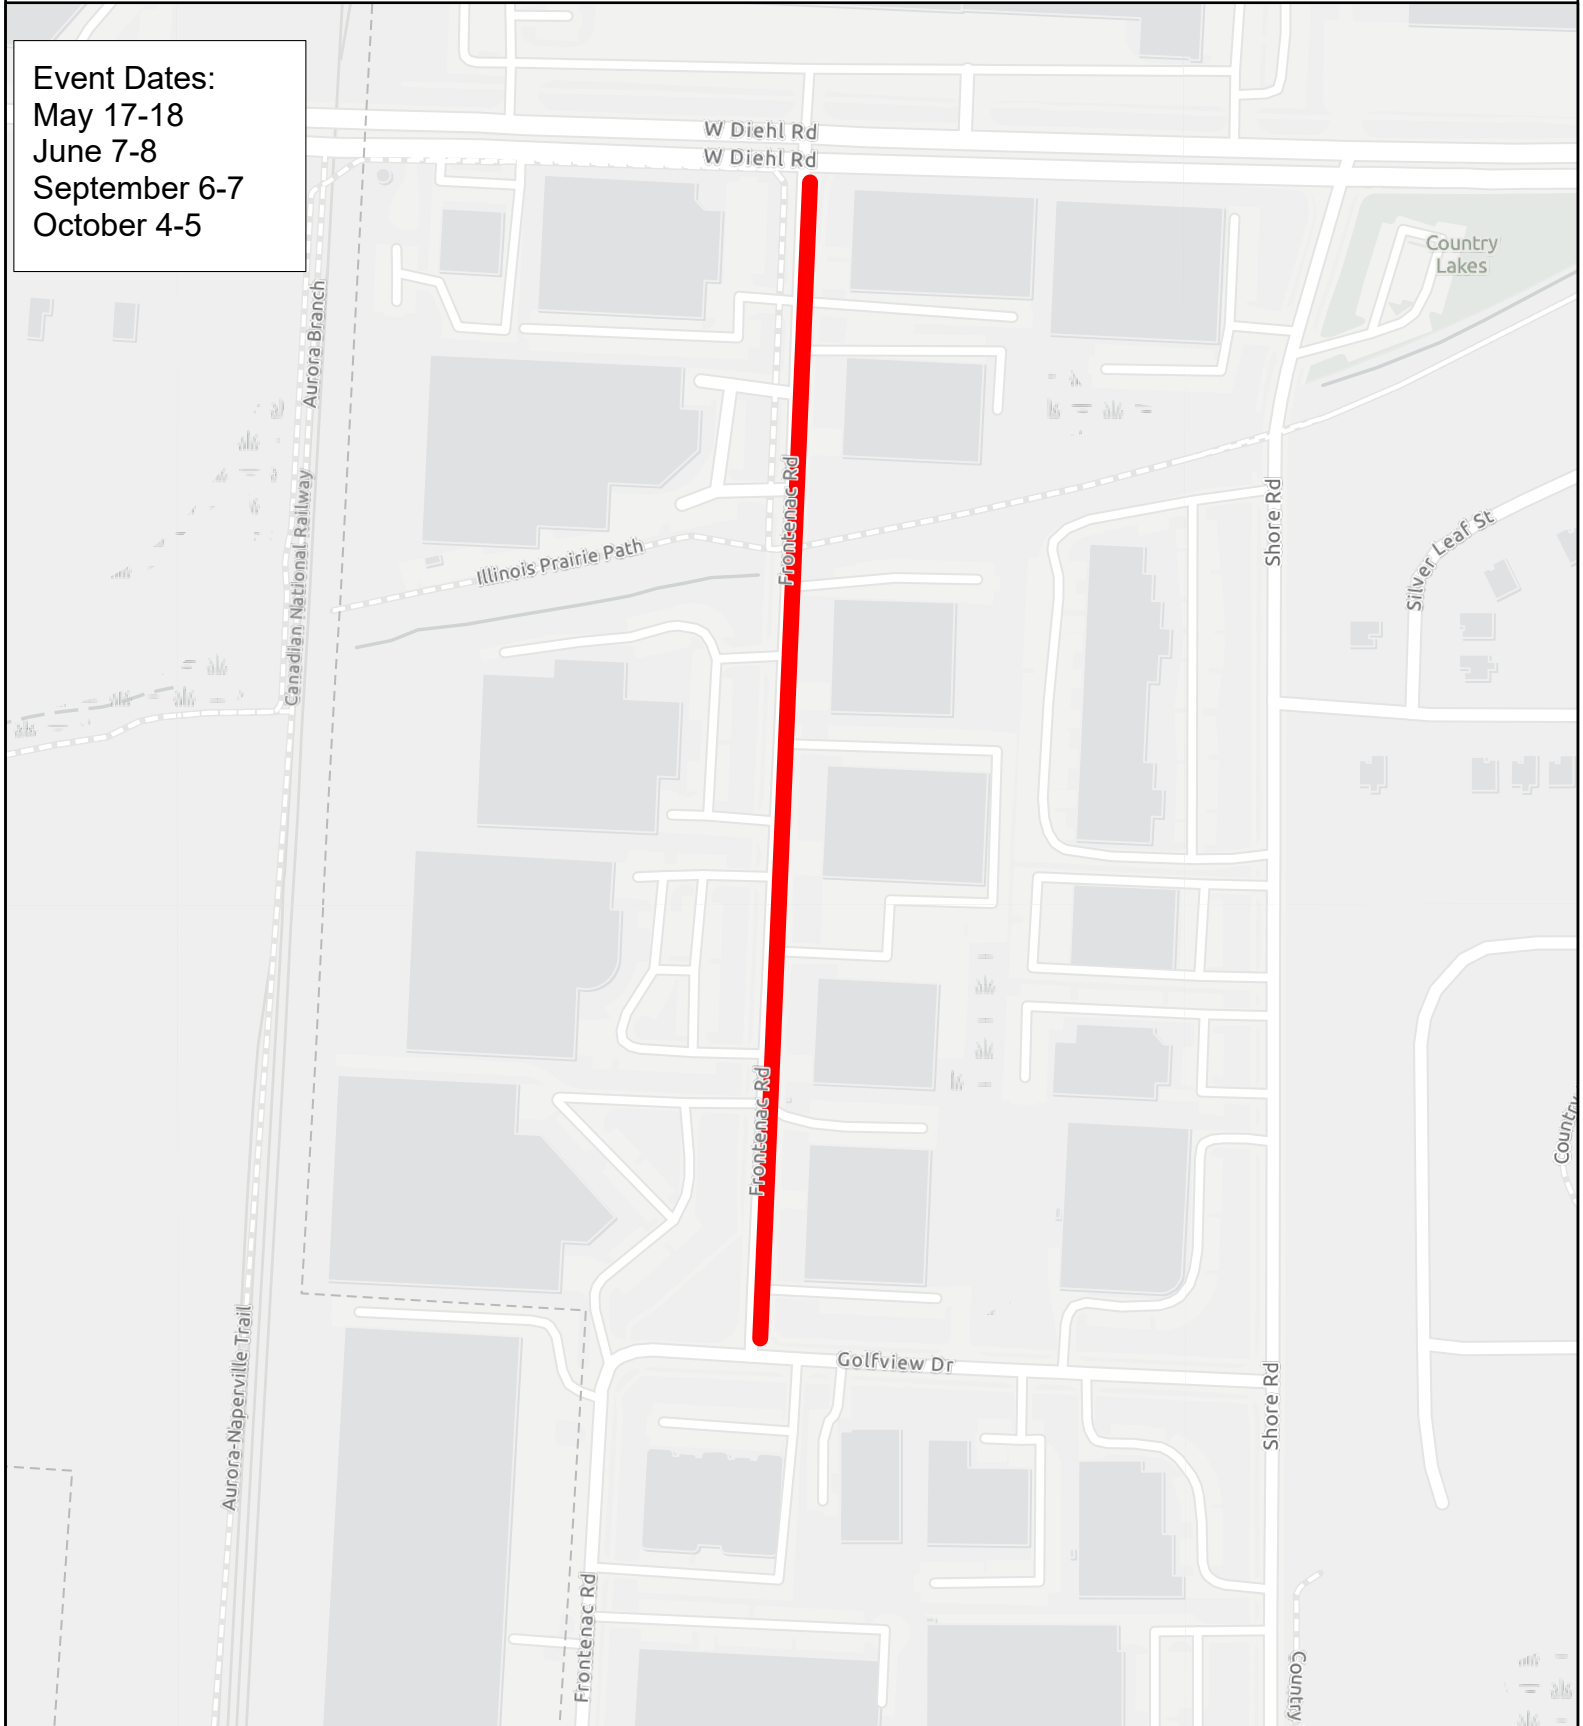 Event Dates:
May 17-18
June 7-8
September 6-7
October 4-5
W Diehl Rd
W Diehl Rd
Country
Lakes
Aurora Branch
Canadian National Railway
Illinois Prairie Path
Frontenac Rd
Shore Rd
Silver Leaf St
Frontenac Rd
Country
Aurora-Naperville Trail
Golfview Dr
Shore Rd
Frontenac Rd
Country